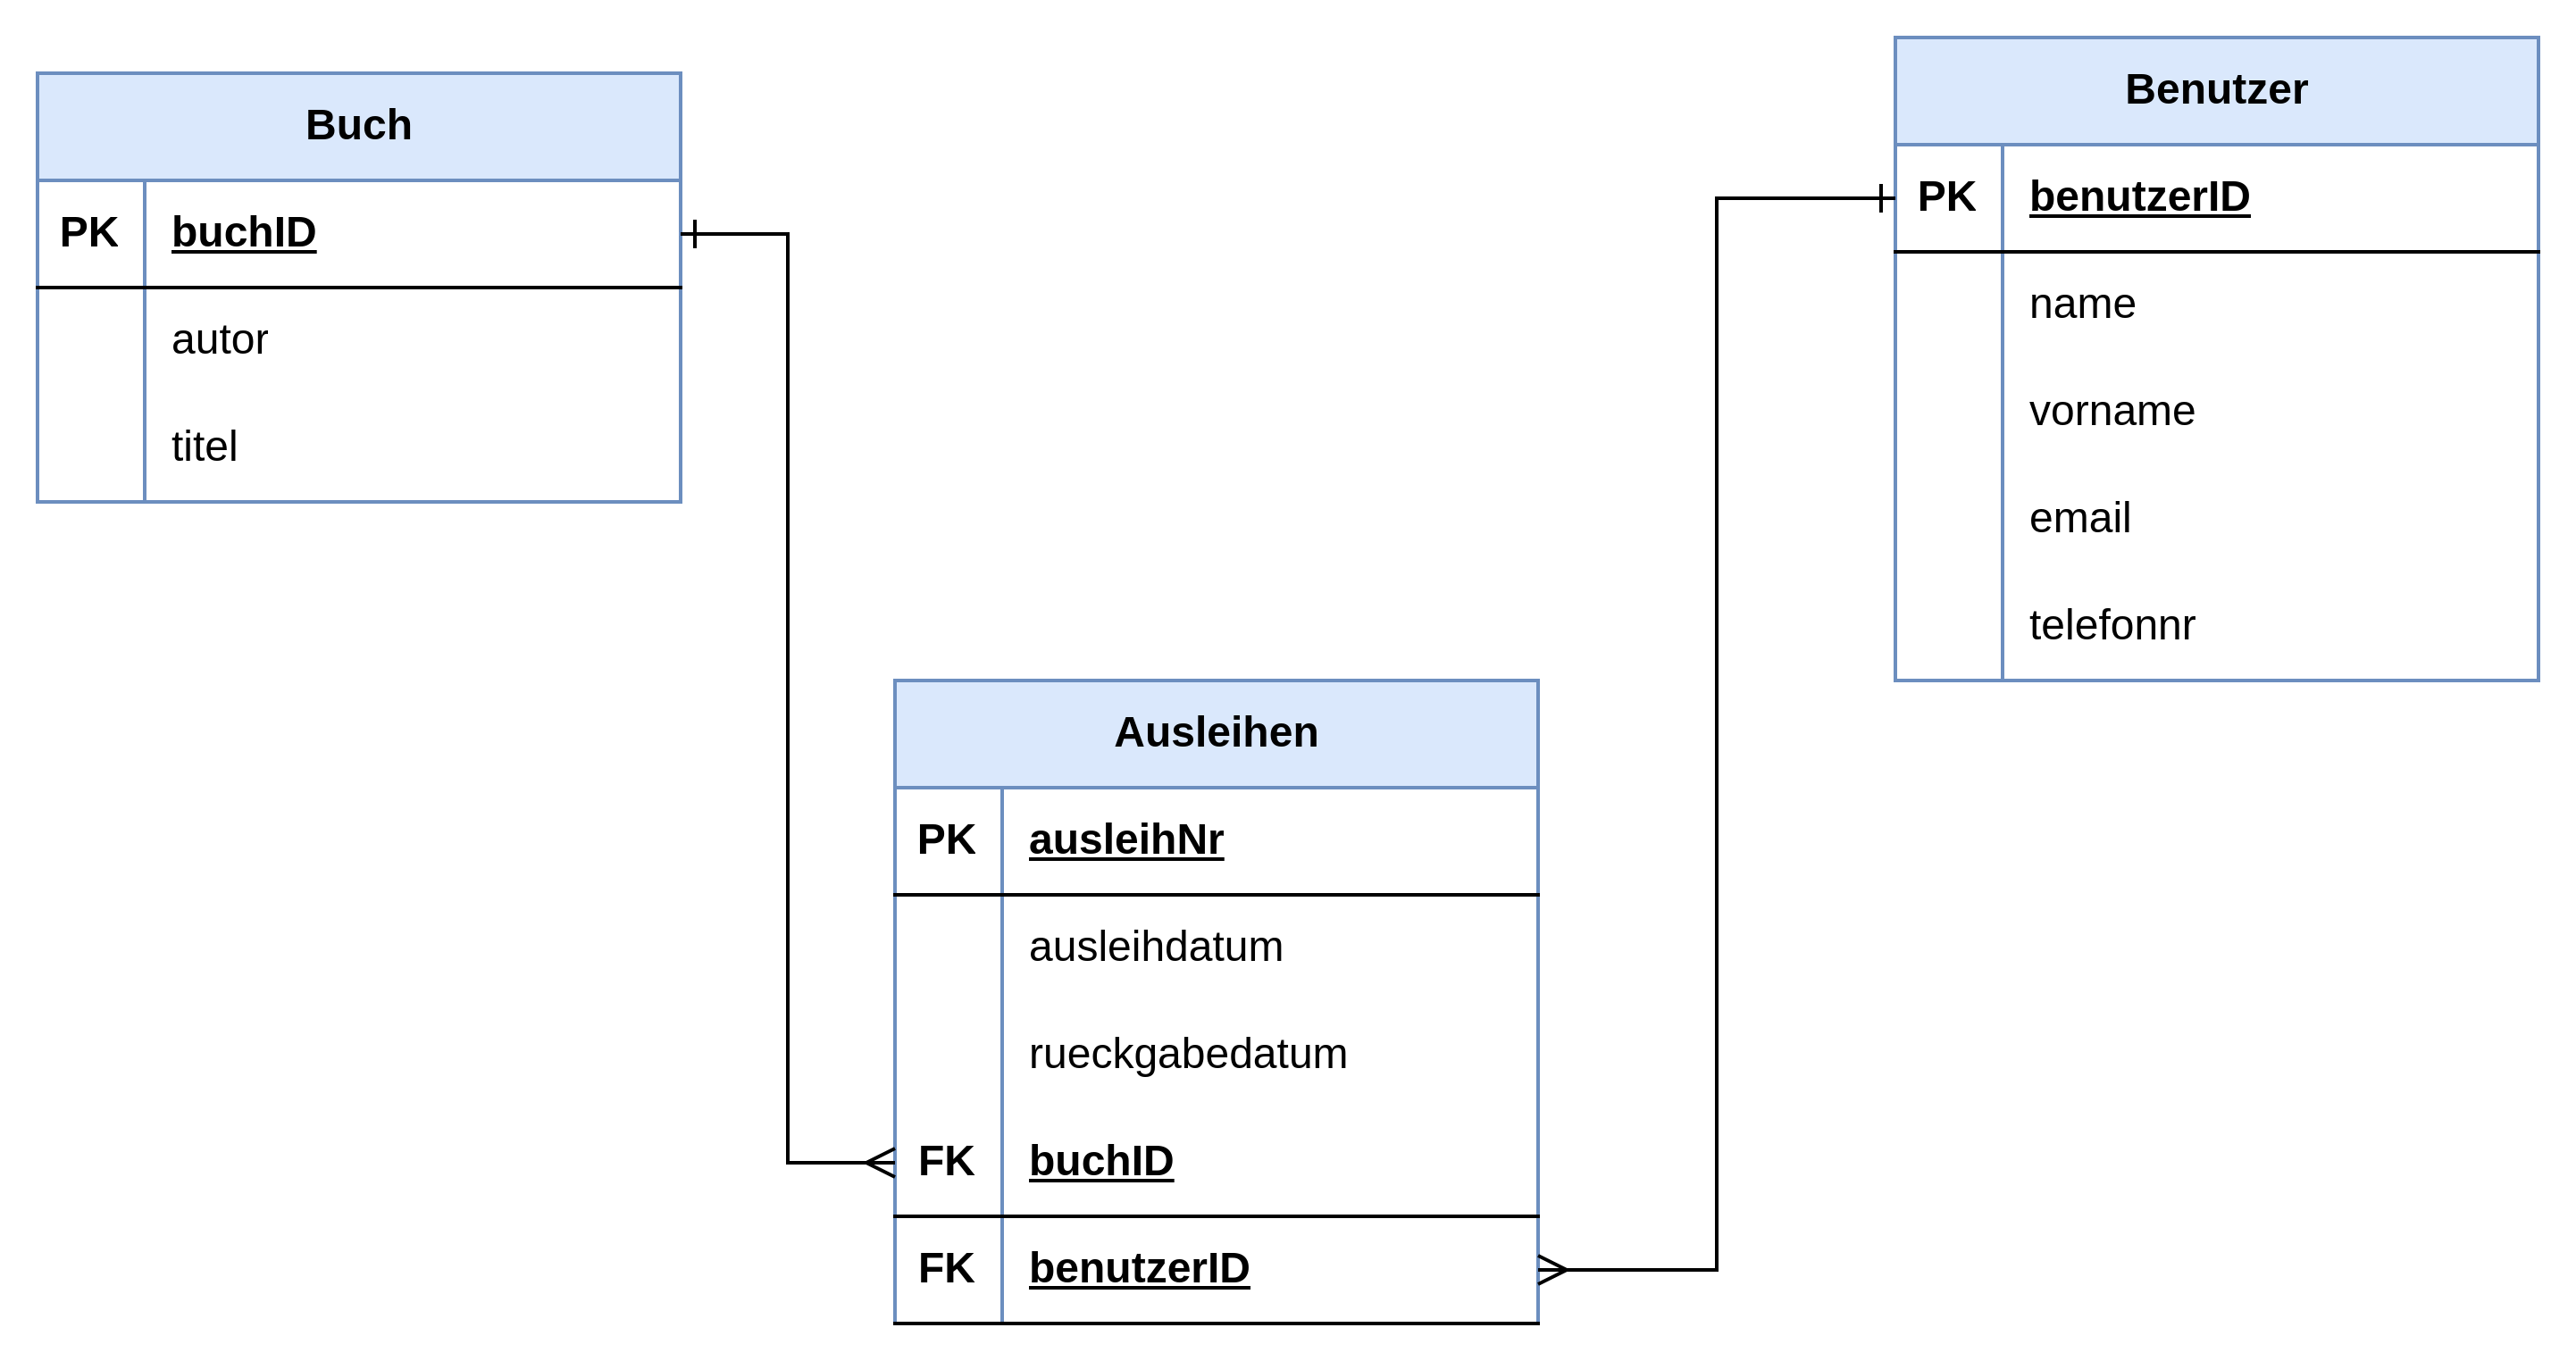 Buch
PK buchID
autor
titel
Benutzer
PK benutzerID
name
vorname
email
telefonnr
Ausleihen
PK ausleihNr
ausleihdatum
rueckgabedatum
FK buchID
FK benutzerID